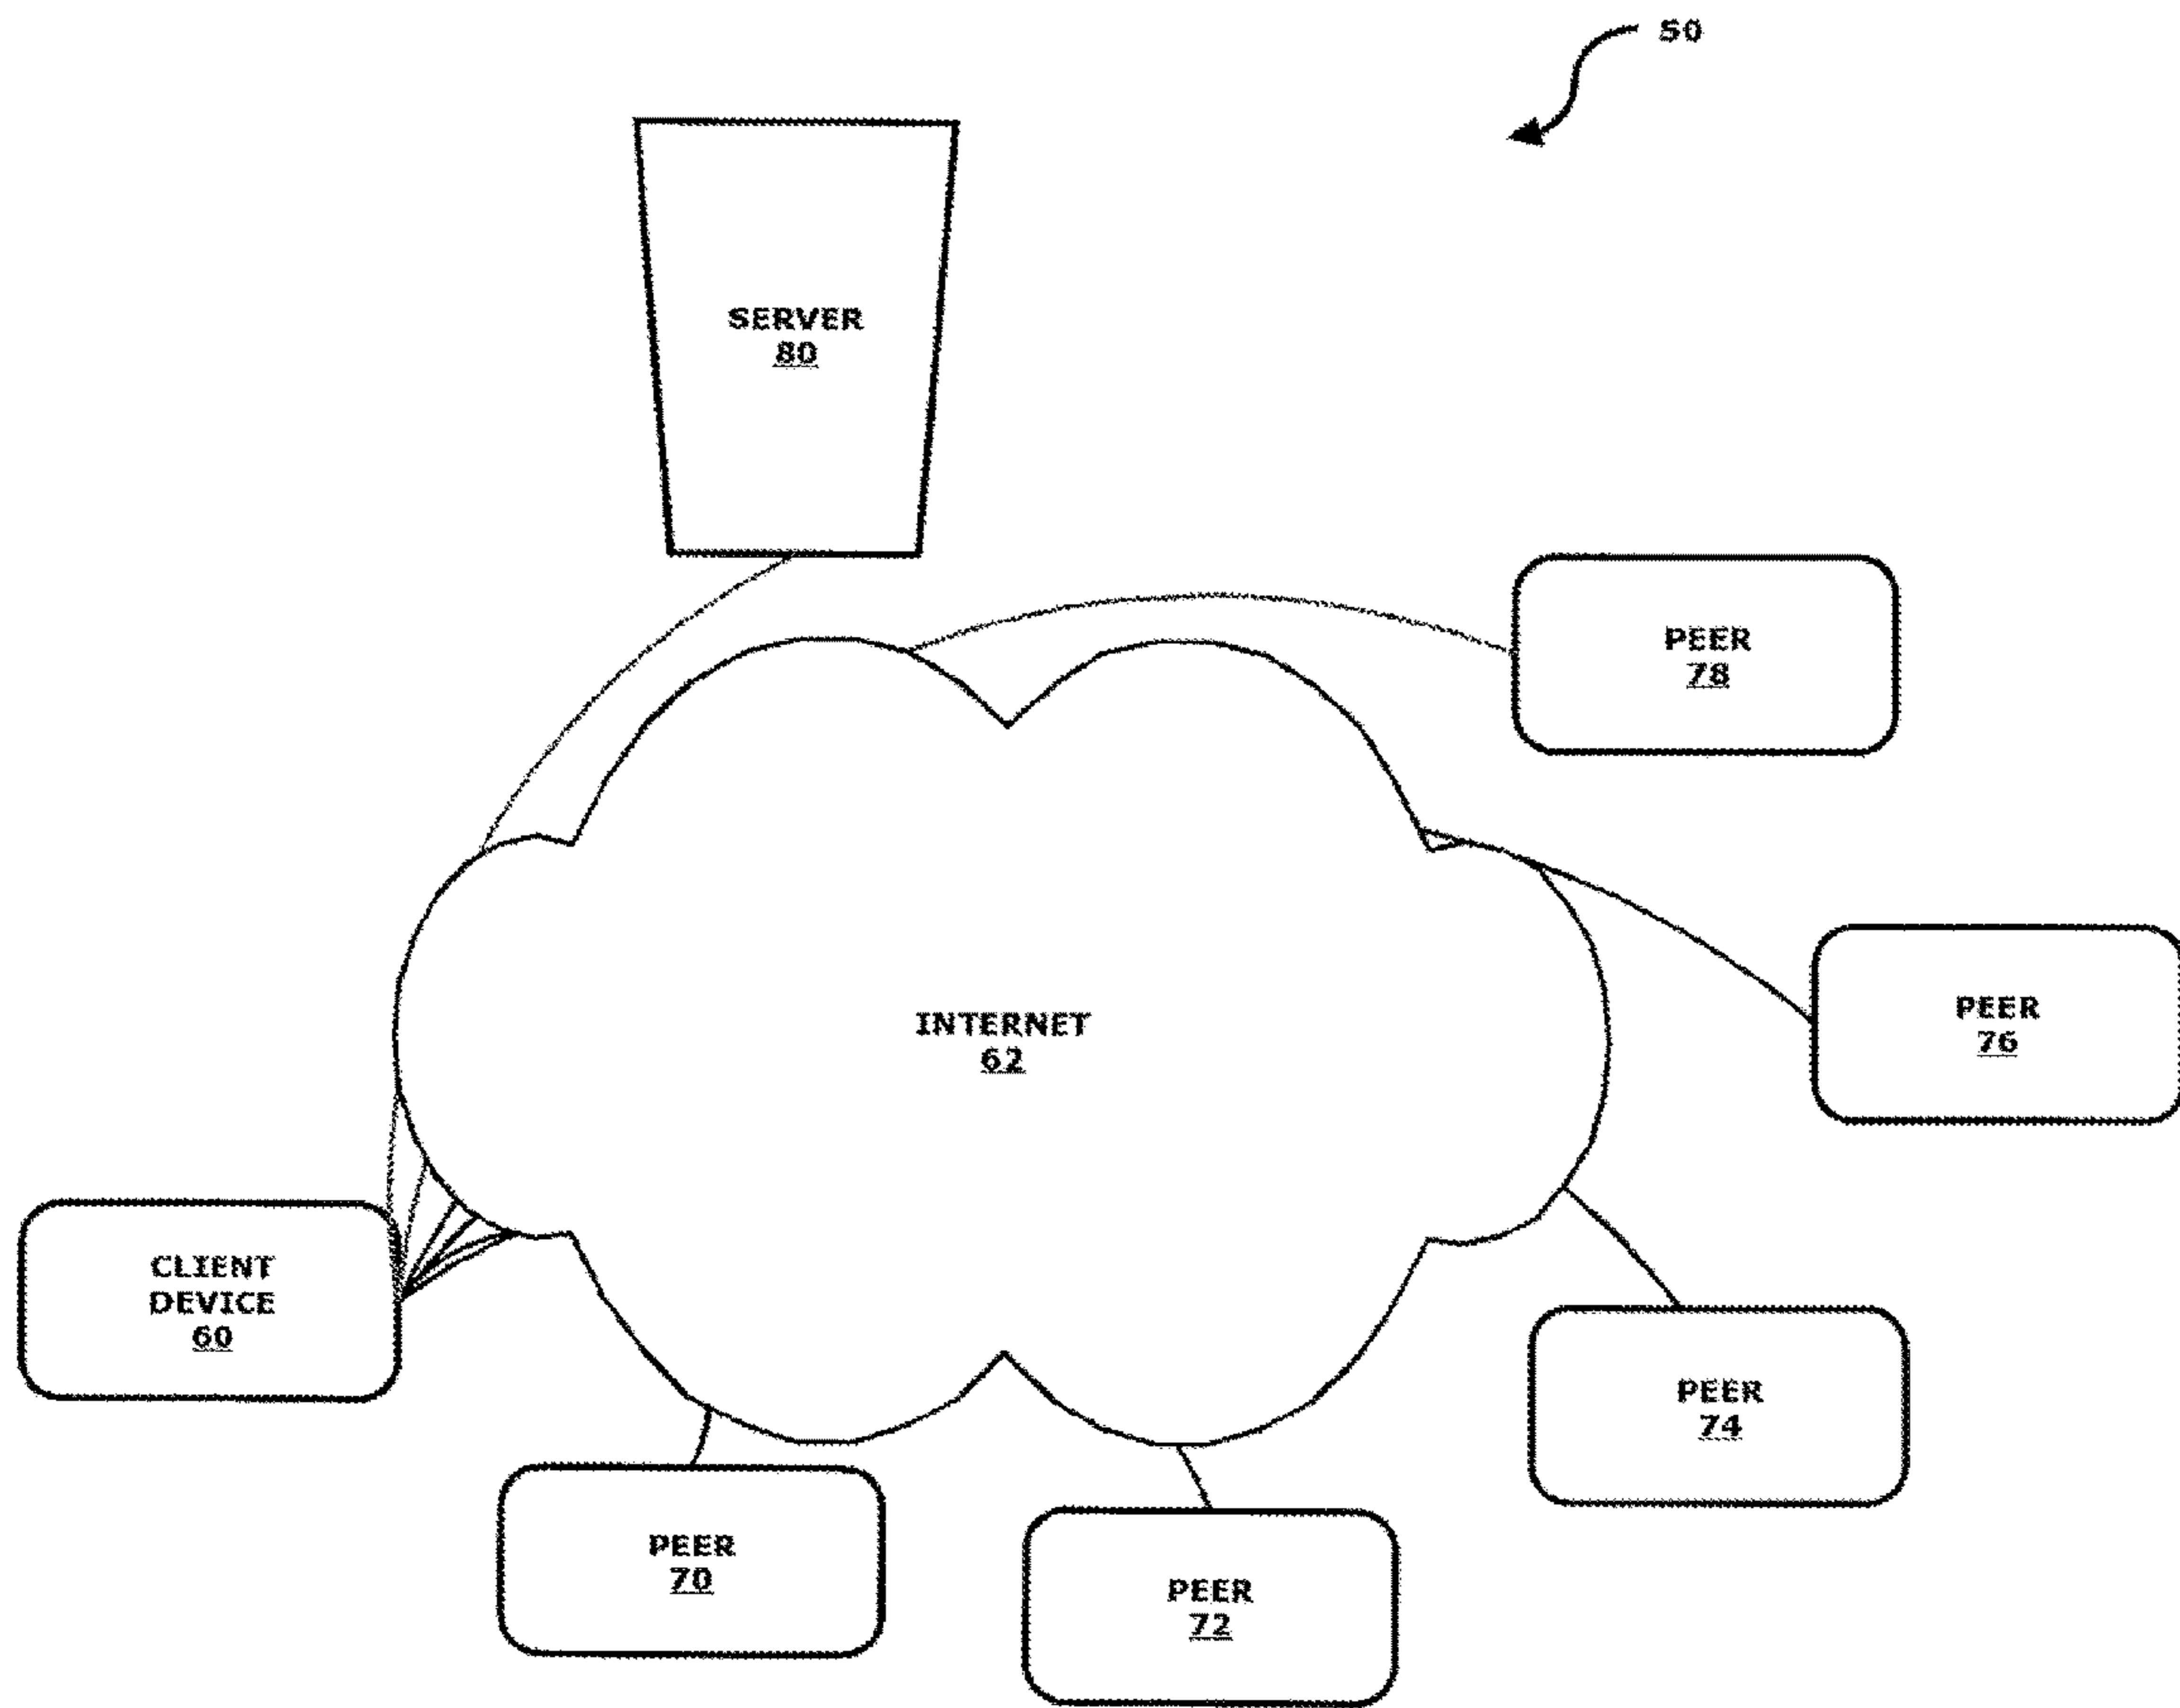 50
SERVER
80
PEER
78
INTERNET
62
PEER
76
CLIENT
DEVICE
60
PEER
74
PEER
70
PEER
72